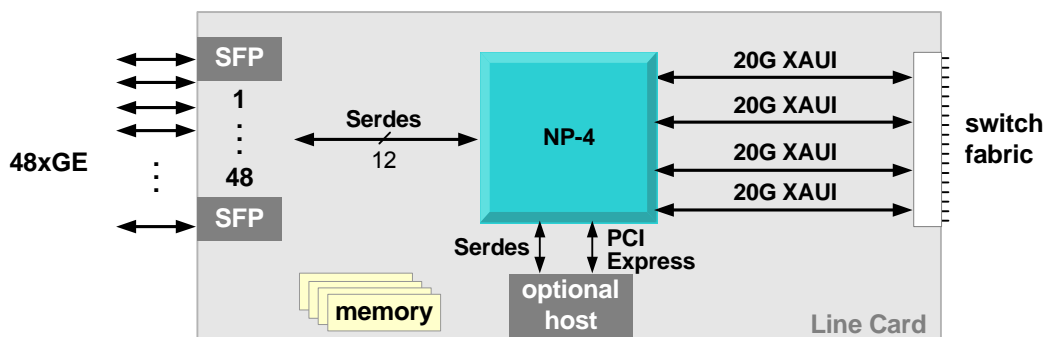 48xGE
SFP
1
48
SFP
Serdes
12
NP-4
20G XAUI
20G XAUI
20G XAUI
20G XAUI
switch
fabric
Serdes
PCI
Express
optional
host
memory
Line Card